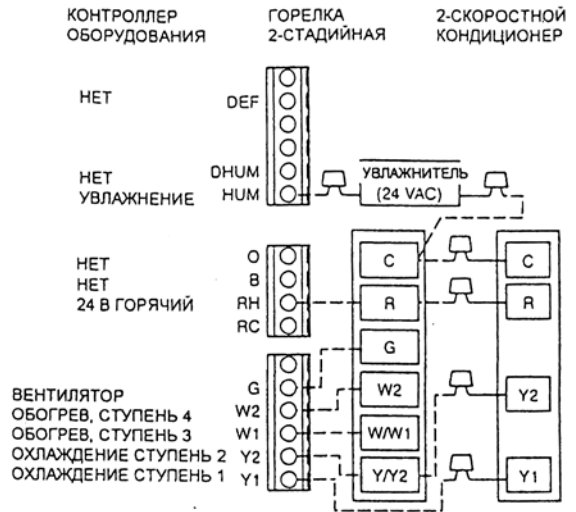 КОНТРОЛЛЕР
ОБОРУДОВАНИЯ
ГОРЕЛКА
2-СТАДИЙНАЯ
2-СКОРОСТНОЙ
КОНДИЦИОНЕР
НЕТ
DEF
НЕТ
DHUM
УВЛАЖНЕНИЕ
HUM
УВЛАЖНИТЕЛЬ
(24 VAC)
НЕТ
O
C
C
НЕТ
B
24 В ГОРЯЧИЙ
RH
R
R
RC
G
ВЕНТИЛЯТОР
G
ОБОГРЕВ, СТУПЕНЬ 4
W2
W2
Y2
ОБОГРЕВ, СТУПЕНЬ 3
W1
W/W1
ОХЛАЖДЕНИЕ СТУПЕНЬ 2
Y2
Y/Y2
Y1
ОХЛАЖДЕНИЕ СТУПЕНЬ 1
Y1